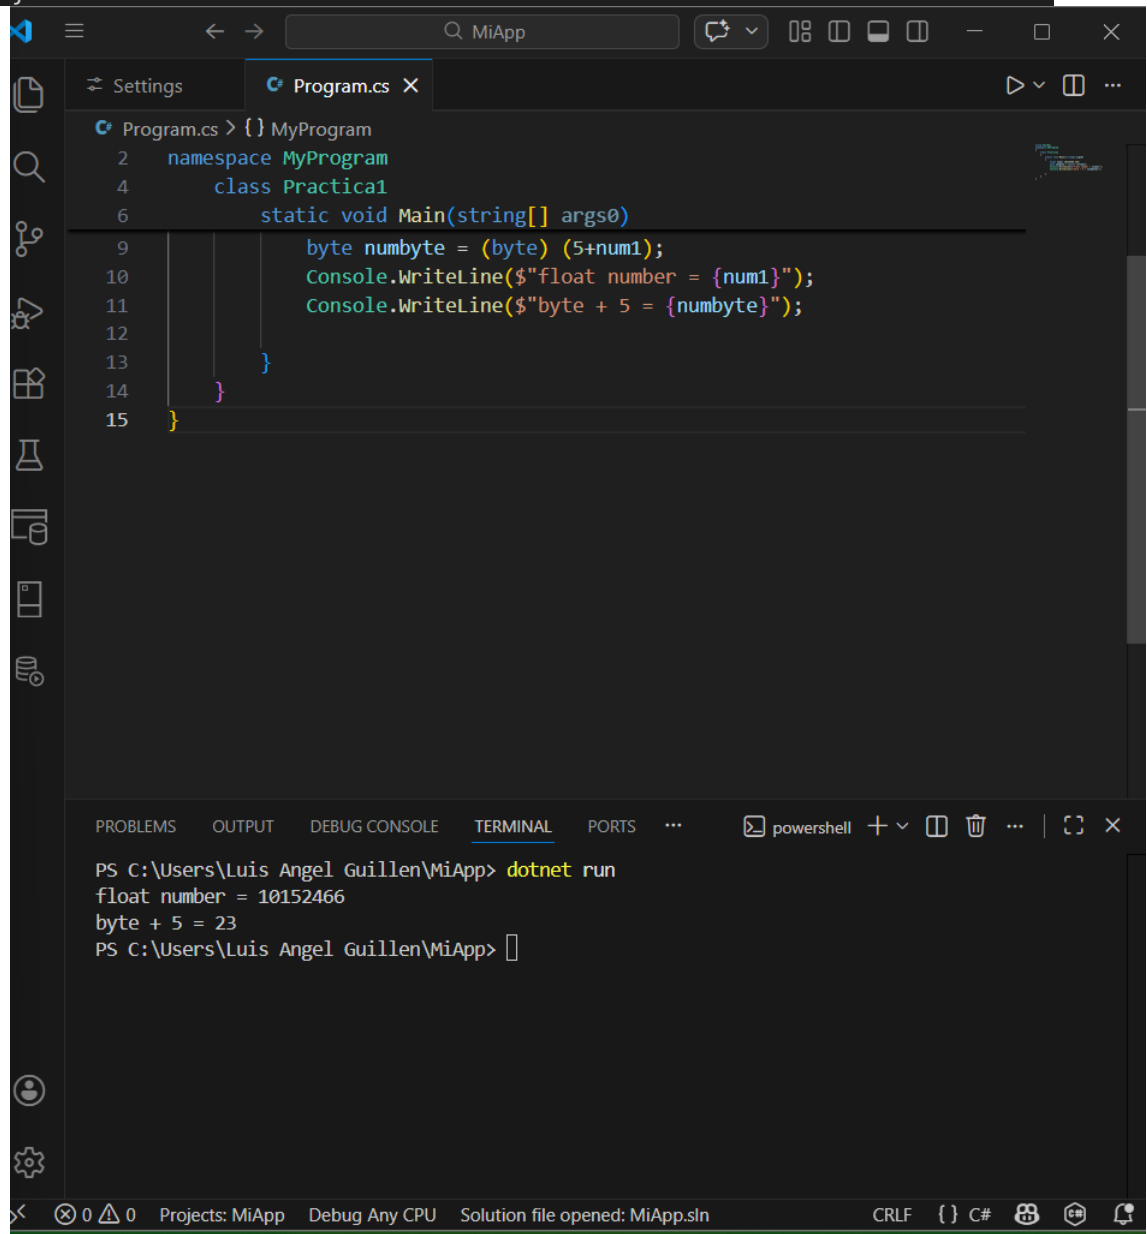 MiApp
Settings
Program.cs
Program.cs > {} MyProgram
2 namespace MyProgram
4 class Practica1
6 static void Main(string[] args0)
9 byte numbyte = (byte) (5+num1);
10 Console.WriteLine($"float number = {num1}");
11 Console.WriteLine($"byte + 5 = {numbyte}");
12
13 }
14 }
15 }
PROBLEMS OUTPUT DEBUG CONSOLE TERMINAL PORTS ··· powershell
PS C:\Users\Luis Angel Guillen\MiApp> dotnet run
float number = 10152466
byte + 5 = 23
PS C:\Users\Luis Angel Guillen\MiApp>
0 0 Projects: MiApp Debug Any CPU Solution file opened: MiApp.sln CRLF {} C#